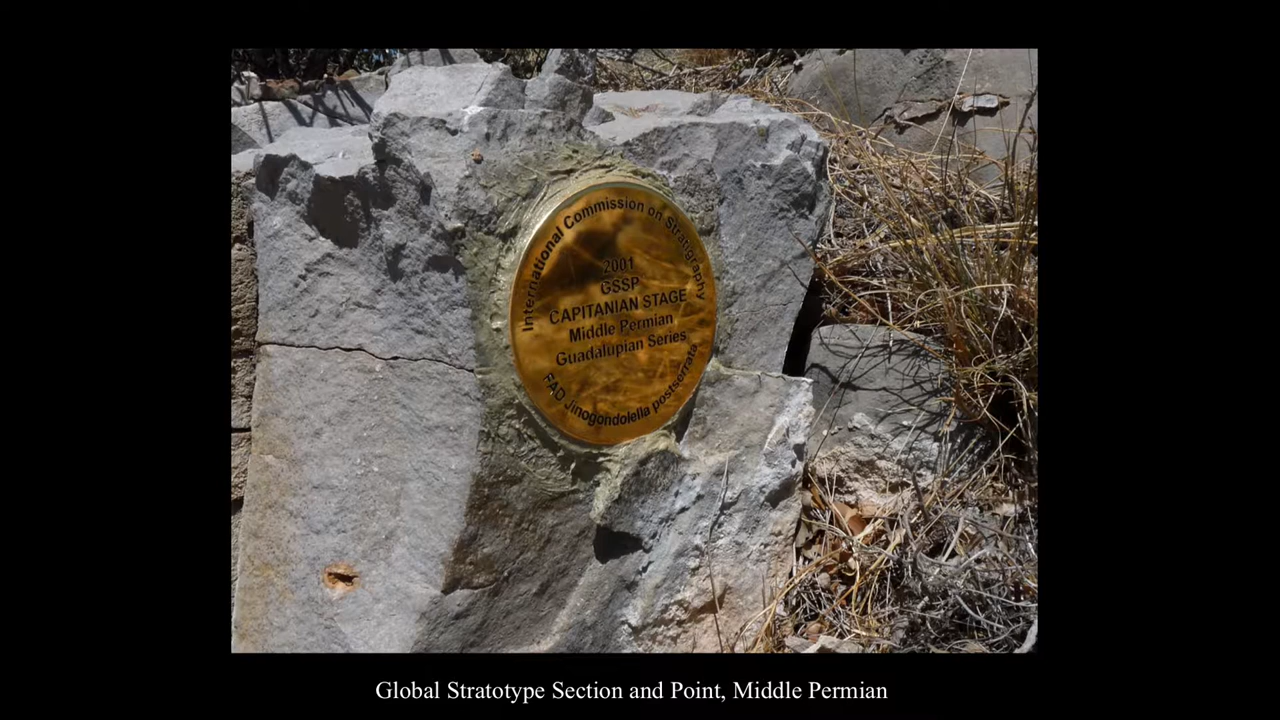 International Commission on Stratigraphy
2001
GSSP
CAPITANIAN STAGE
Middle Permian
Guadalupian Series
FAD Jinogondolella postserrata
Global Stratotype Section and Point, Middle Permian